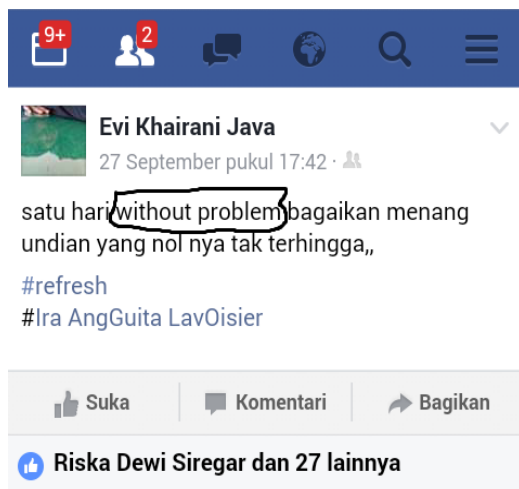 9+
2
Evi Khairani Java
27 September pukul 17:42 ·
satu hari without problem bagaikan menang
undian yang nol nya tak terhingga,,
#refresh
#Ira AngGuita LavOisier
Suka
Komentari
Bagikan
Riska Dewi Siregar dan 27 lainnya